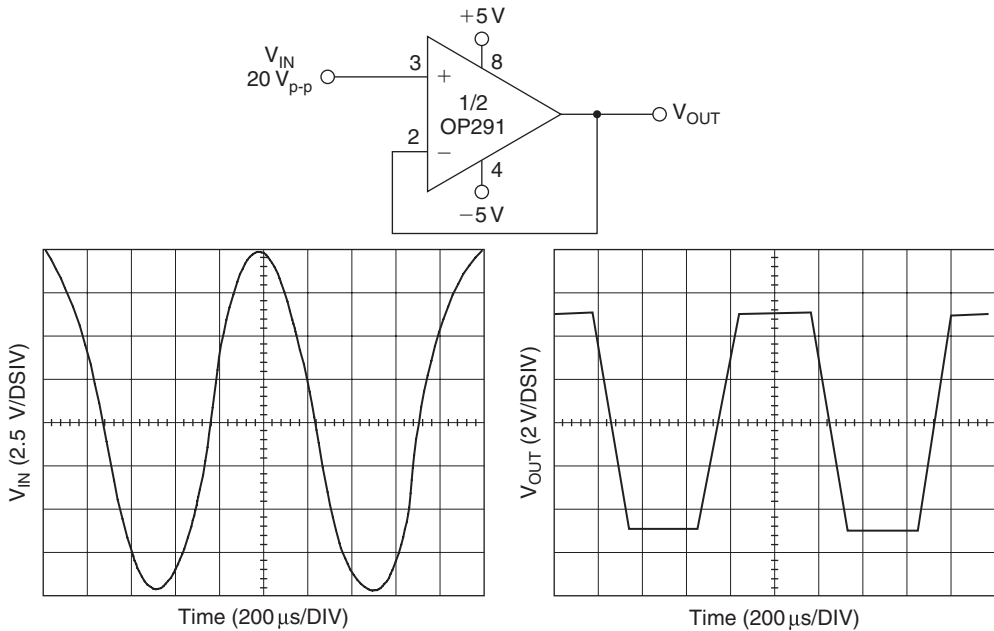 +5 V
V_IN
20 V_p-p
3
+
8
1/2
OP291
V_OUT
2
−
4
−5 V
V_IN (2.5 V/DSIV)
Time (200 μs/DIV)
V_OUT (2 V/DSIV)
Time (200 μs/DIV)